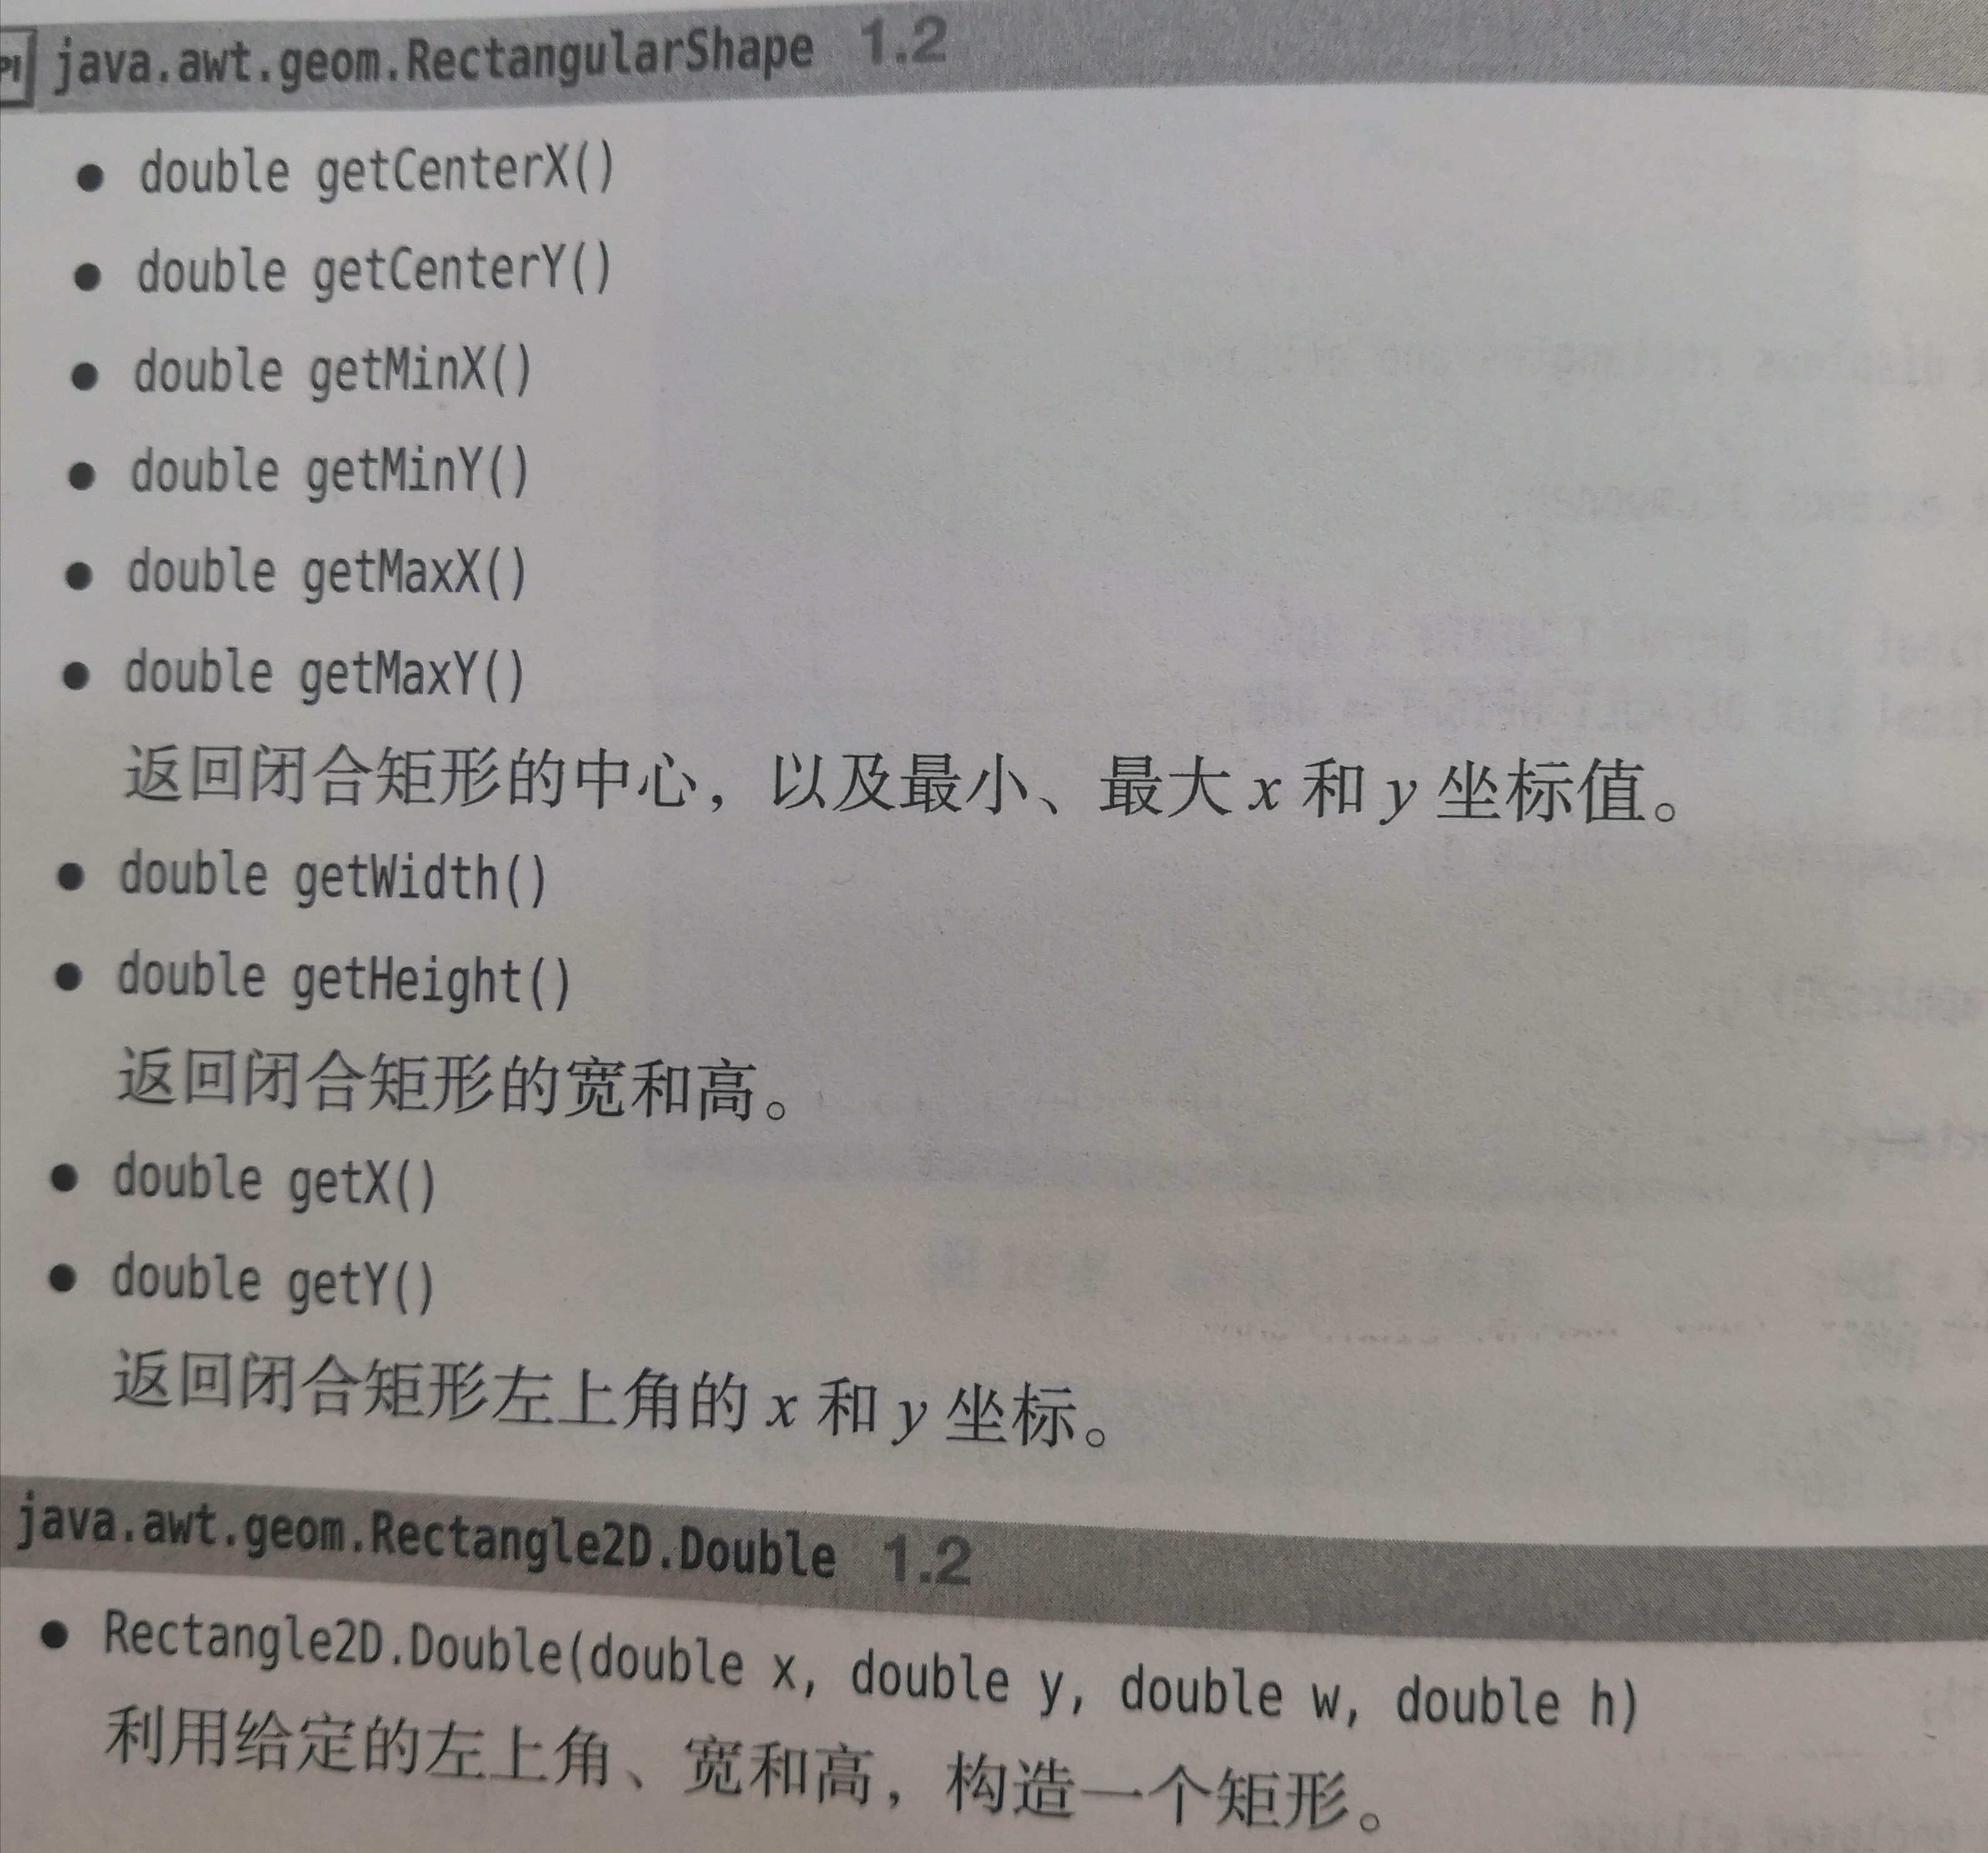 PI java.awt.geom.RectangularShape 1.2
● double getCenterX()
● double getCenterY()
● double getMinX()
● double getMinY()
● double getMaxX()
● double getMaxY()
返回闭合矩形的中心，以及最小、最大 x 和 y 坐标值。
● double getWidth()
● double getHeight()
返回闭合矩形的宽和高。
● double getX()
● double getY()
返回闭合矩形左上角的 x 和 y 坐标。
java.awt.geom.Rectangle2D.Double 1.2
● Rectangle2D.Double(double x, double y, double w, double h)
利用给定的左上角、宽和高，构造一个矩形。